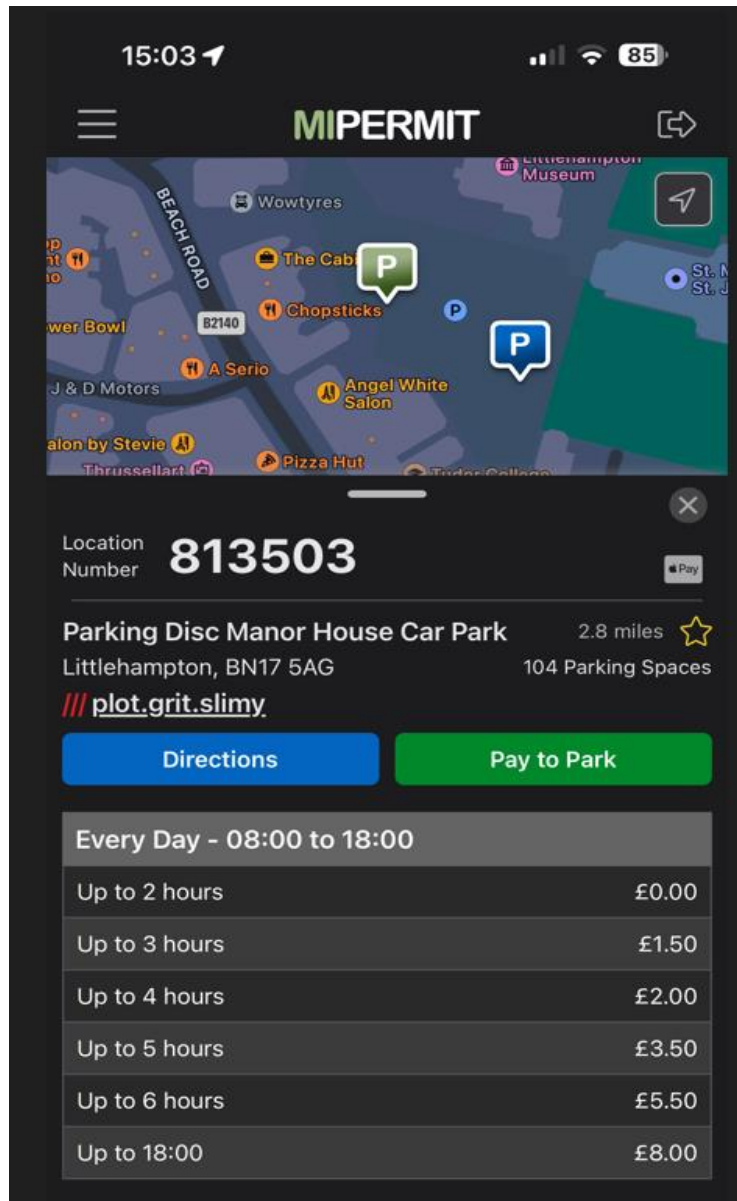 15:03
85
MIPERMIT
Museum
BEACH ROAD
Wowtyres
The Cabi
P
St. M
St. J
Chopsticks
P
wer Bowl
B2140
P
A Serio
J & D Motors
Angel White
Salon
alon by Stevie
Pizza Hut
Thrussellart
Location
Number
813503
Pay
Parking Disc Manor House Car Park
2.8 miles
Littlehampton, BN17 5AG
104 Parking Spaces
/// plot.grit.slimy
Directions
Pay to Park
Every Day - 08:00 to 18:00
Up to 2 hours £0.00
Up to 3 hours £1.50
Up to 4 hours £2.00
Up to 5 hours £3.50
Up to 6 hours £5.50
Up to 18:00 £8.00